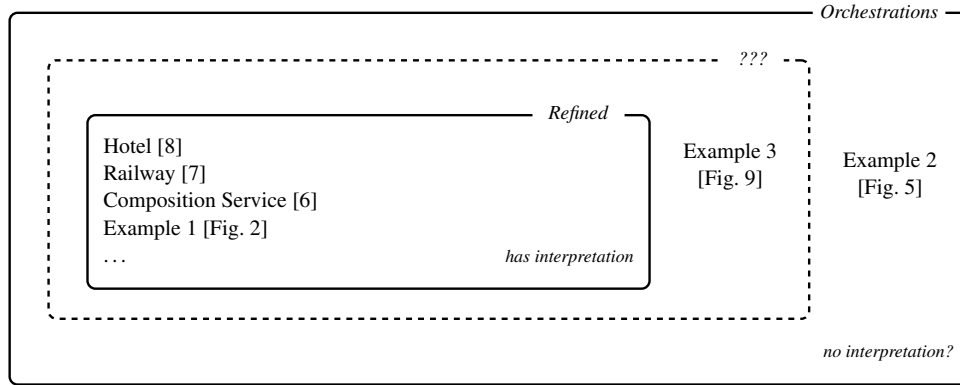 Orchestrations
???
Refined
Hotel [8]
Railway [7]
Composition Service [6]
Example 1 [Fig. 2]
...
has interpretation
Example 3
[Fig. 9]
Example 2
[Fig. 5]
no interpretation?